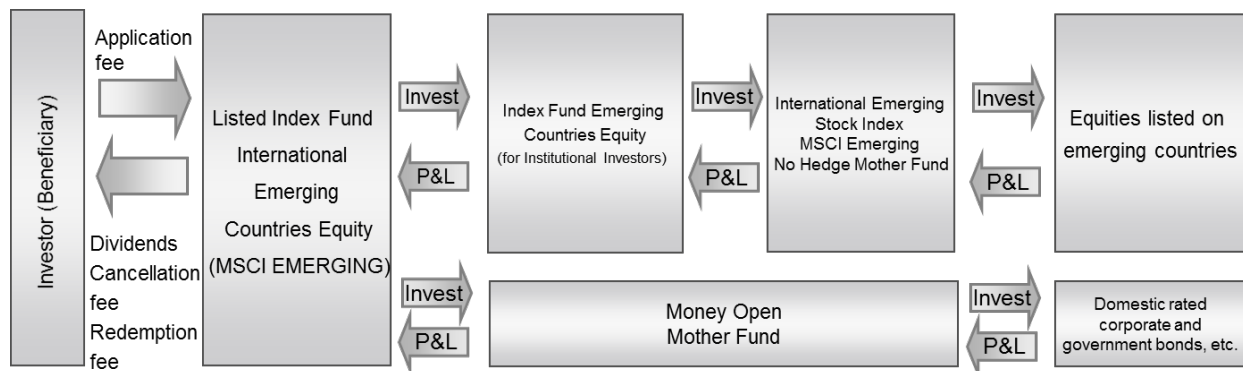 Investor (Beneficiary)
Application
fee
Dividends
Cancellation
fee
Redemption
fee
Listed Index Fund
International
Emerging
Countries Equity
(MSCI EMERGING)
Invest
P&L
Index Fund Emerging
Countries Equity
(for Institutional Investors)
Invest
P&L
International Emerging
Stock Index
MSCI Emerging
No Hedge Mother Fund
Invest
P&L
Equities listed on
emerging countries
Invest
P&L
Money Open
Mother Fund
Invest
P&L
Domestic rated
corporate and
government bonds, etc.